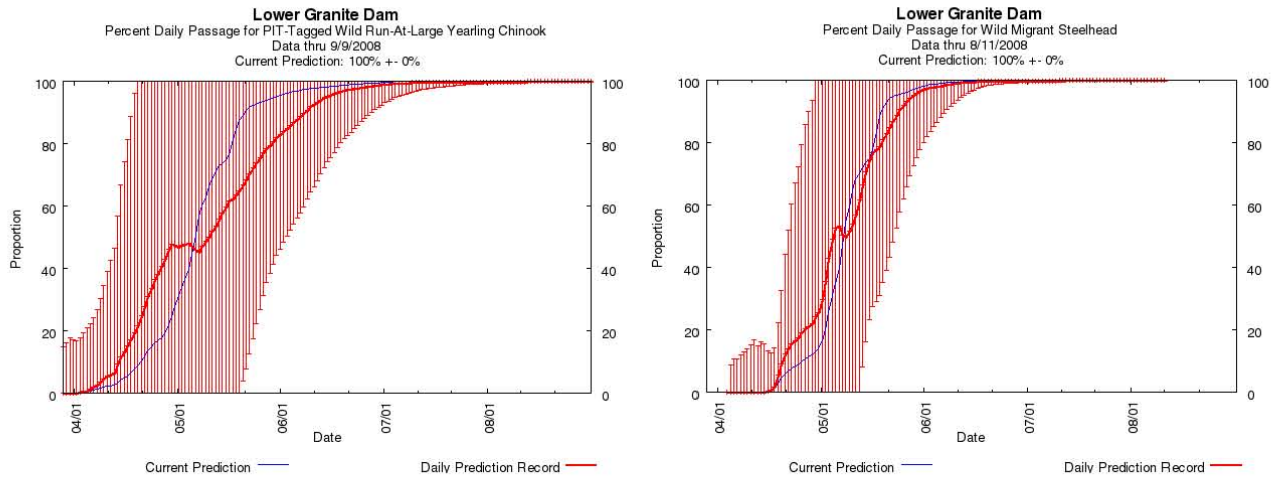 Lower Granite Dam
Percent Daily Passage for PIT-Tagged Wild Run-At-Large Yearling Chinook
Data thru 9/9/2008
Current Prediction: 100% +- 0%
100
80
60
40
20
0
100
80
60
40
20
0
Proportion
04/01
05/01
06/01
07/01
08/01
Date
Current Prediction
Daily Prediction Record
Lower Granite Dam
Percent Daily Passage for Wild Migrant Steelhead
Data thru 8/11/2008
Current Prediction: 100% +- 0%
100
80
60
40
20
0
100
80
60
40
20
0
Proportion
04/01
05/01
06/01
07/01
08/01
Date
Current Prediction
Daily Prediction Record